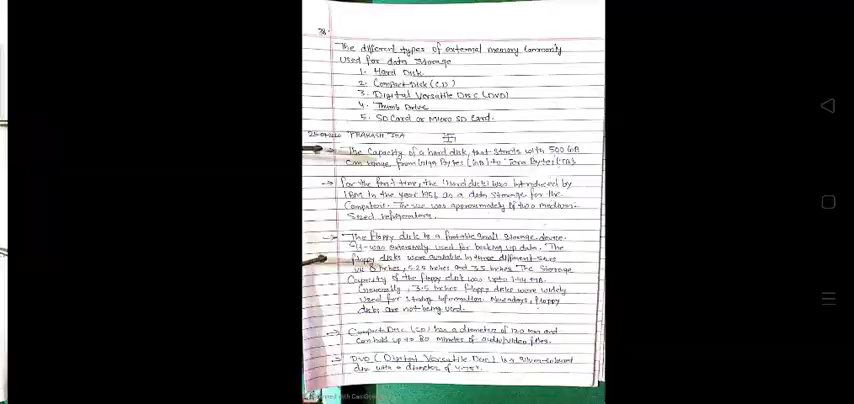 The different types of external memory commonly
used for data storage
1. Hard Disk
2. Compact Disk (CD)
3. Digital Versatile Disc (DVD)
4. Thumb Drive
5. SD Card or Micro SD Card.
PRAKASH JHA
→ The Capacity of a hard disk, that starts with 500 GB
Can range from Giga Bytes [GB] to Tera Bytes [TB]
→ For the first time, the Hard disk was introduced by
IBM in the year 1956 as a data storage for the
Computers. The size was approximately of two medium-
Sized refrigerators.
→ The floppy disk is a portable small storage device.
It was extensively used for backing up data. The
floppy disks were available in three different sizes
viz 8 inches, 5.25 inches and 3.5 inches The Storage
Capacity of the floppy disk was upto 1.44 MB.
Generally, 3.5 inches floppy disks were widely
used for storing information. Nowadays, floppy
disks are not being used.
→ Compact Disc (CD) has a diameter of 120 mm and
can hold up to 80 minutes of audio/video files.
→ DVD (Digital Versatile Disc) is a silver-colored
disc with a diameter of
Scanned with CamScanner